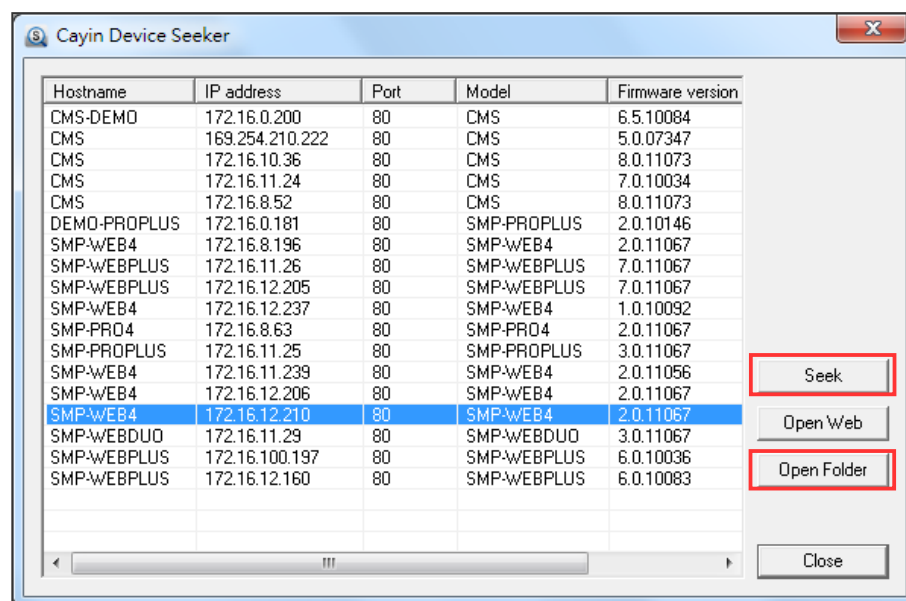 Cayin Device Seeker
Hostname IP address Port Model Firmware version
CMS-DEMO 172.16.0.200 80 CMS 6.5.10084
CMS 169.254.210.222 80 CMS 5.0.07347
CMS 172.16.10.36 80 CMS 8.0.11073
CMS 172.16.11.24 80 CMS 7.0.10034
CMS 172.16.8.52 80 CMS 8.0.11073
DEMO-PROPLUS 172.16.0.181 80 SMP-PROPLUS 2.0.10146
SMP-WEB4 172.16.8.196 80 SMP-WEB4 2.0.11067
SMP-WEBPLUS 172.16.11.26 80 SMP-WEBPLUS 7.0.11067
SMP-WEBPLUS 172.16.12.205 80 SMP-WEBPLUS 7.0.11067
SMP-WEB4 172.16.12.237 80 SMP-WEB4 1.0.10092
SMP-PRO4 172.16.8.63 80 SMP-PRO4 2.0.11067
SMP-PROPLUS 172.16.11.25 80 SMP-PROPLUS 3.0.11067
SMP-WEB4 172.16.11.239 80 SMP-WEB4 2.0.11056
SMP-WEB4 172.16.12.206 80 SMP-WEB4 2.0.11067
SMP-WEB4 172.16.12.210 80 SMP-WEB4 2.0.11067
SMP-WEBDUO 172.16.11.29 80 SMP-WEBDUO 3.0.11067
SMP-WEBPLUS 172.16.100.197 80 SMP-WEBPLUS 6.0.10036
SMP-WEBPLUS 172.16.12.160 80 SMP-WEBPLUS 6.0.10083
Seek
Open Web
Open Folder
Close